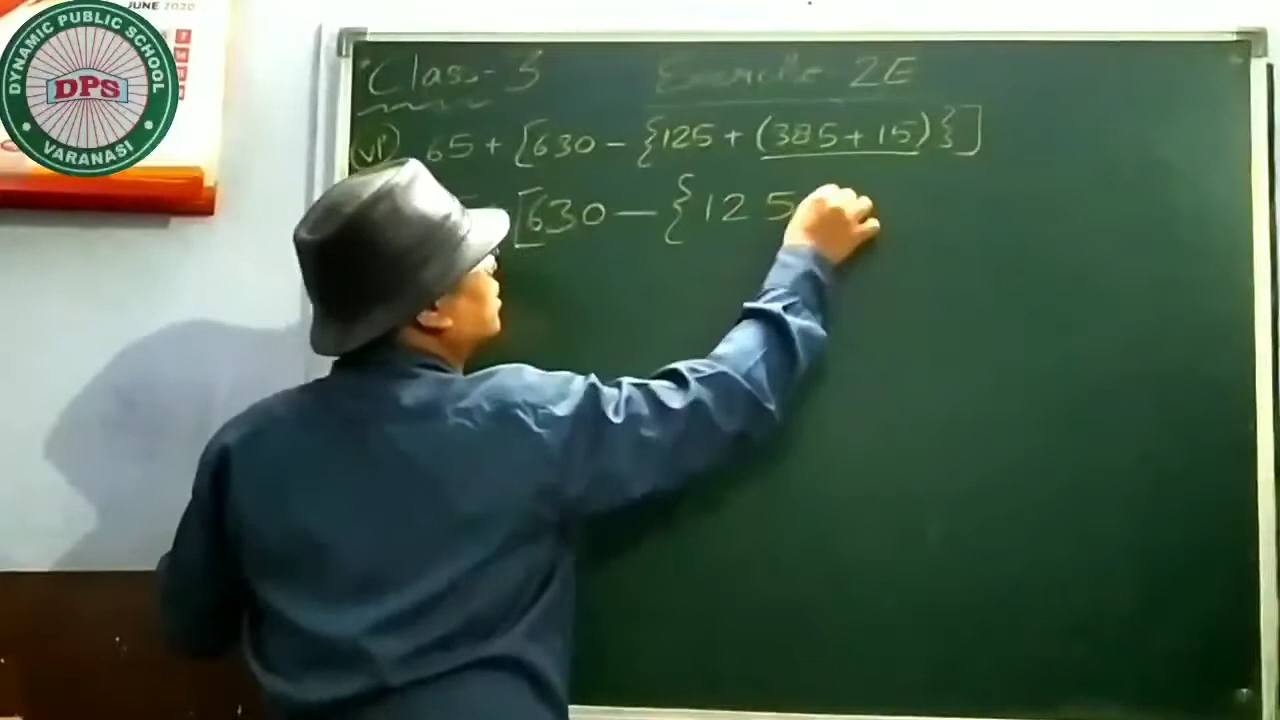 JUNE 2020
DYNAMIC PUBLIC SCHOOL
DPS
VARANASI
Class - 5 Exercise 2E
(vi) 65 + [630 - {125 + (385 + 15)}]
[630 - {125